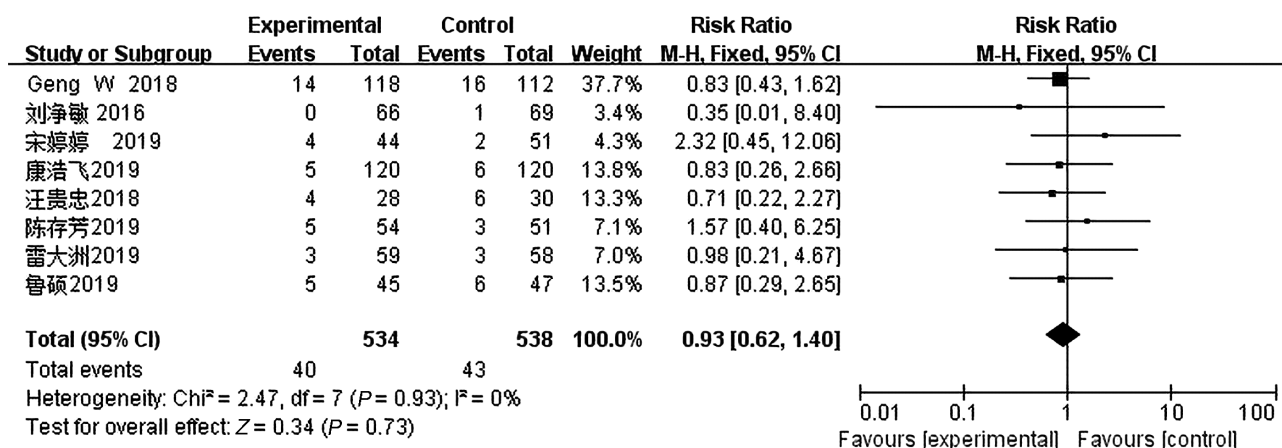 Experimental Control Risk Ratio Risk Ratio
Study or Subgroup Events Total Events Total Weight M-H, Fixed, 95% CI M-H, Fixed, 95% CI
Geng W 2018 14 118 16 112 37.7% 0.83 [0.43, 1.62]
刘净敏 2016 0 66 1 69 3.4% 0.35 [0.01, 8.40]
宋婷婷 2019 4 44 2 51 4.3% 2.32 [0.45, 12.06]
康浩飞2019 5 120 6 120 13.8% 0.83 [0.26, 2.66]
汪贵忠2018 4 28 6 30 13.3% 0.71 [0.22, 2.27]
陈存芳2019 5 54 3 51 7.1% 1.57 [0.40, 6.25]
雷大洲2019 3 59 3 58 7.0% 0.98 [0.21, 4.67]
鲁硕2019 5 45 6 47 13.5% 0.87 [0.29, 2.65]
Total (95% CI) 534 538 100.0% 0.93 [0.62, 1.40]
Total events 40 43
Heterogeneity: Chi² = 2.47, df = 7 (P = 0.93); I² = 0%
Test for overall effect: Z = 0.34 (P = 0.73)
0.01 0.1 1 10 100
Favours [experimental] Favours [control]